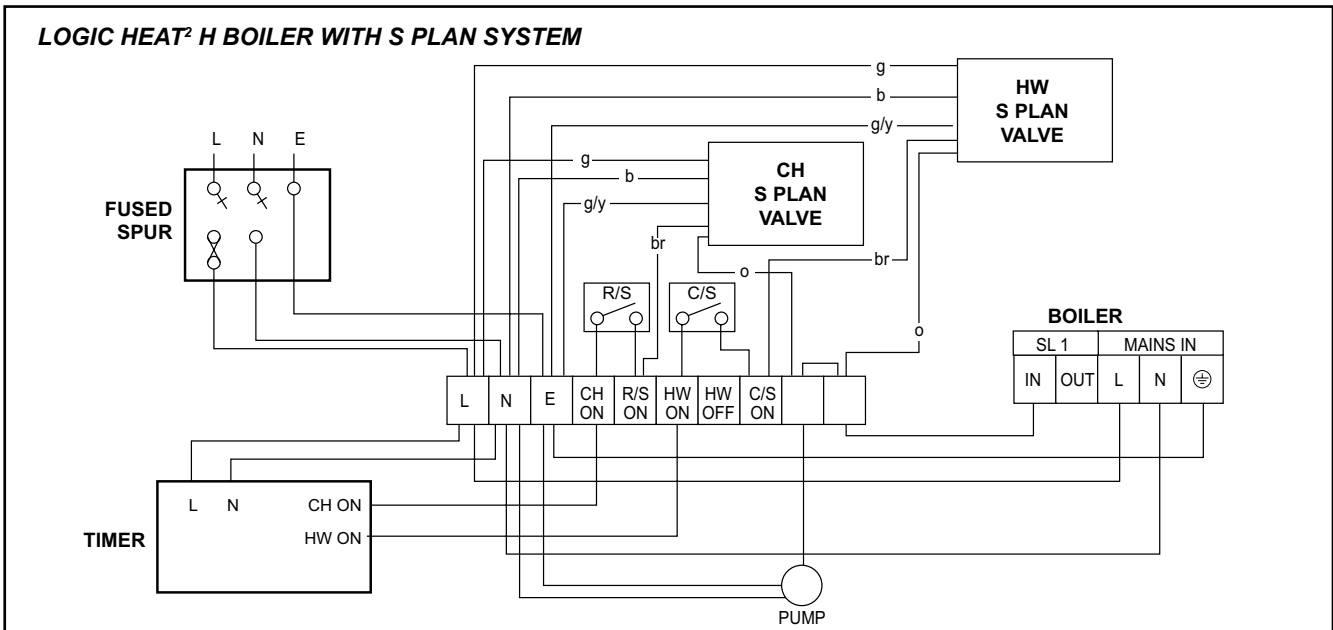 LOGIC HEAT² H BOILER WITH S PLAN SYSTEM
g
HW
S PLAN
VALVE
b
g/y
L N E
FUSED
SPUR
g
b
g/y
CH
S PLAN
VALVE
br
o
br
o
R/S
C/S
BOILER
SL 1 MAINS IN
IN OUT L N
L N E CH ON R/S ON HW ON HW OFF C/S ON
TIMER
L N CH ON
HW ON
PUMP